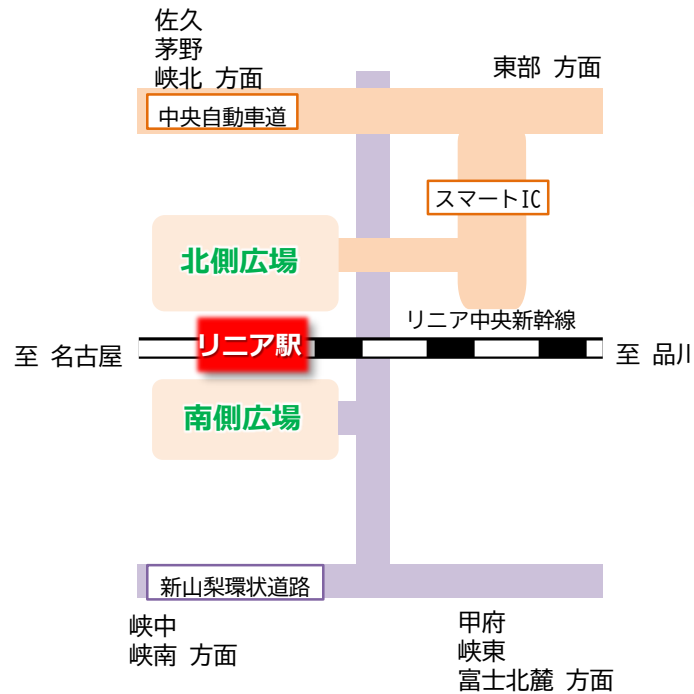 佐久
茅野
峡北 方面
東部 方面
中央自動車道
スマートIC
北側広場
リニア中央新幹線
リニア駅
至 名古屋
至 品川
南側広場
新山梨環状道路
峡中
峡南 方面
甲府
峡東
富士北麓 方面